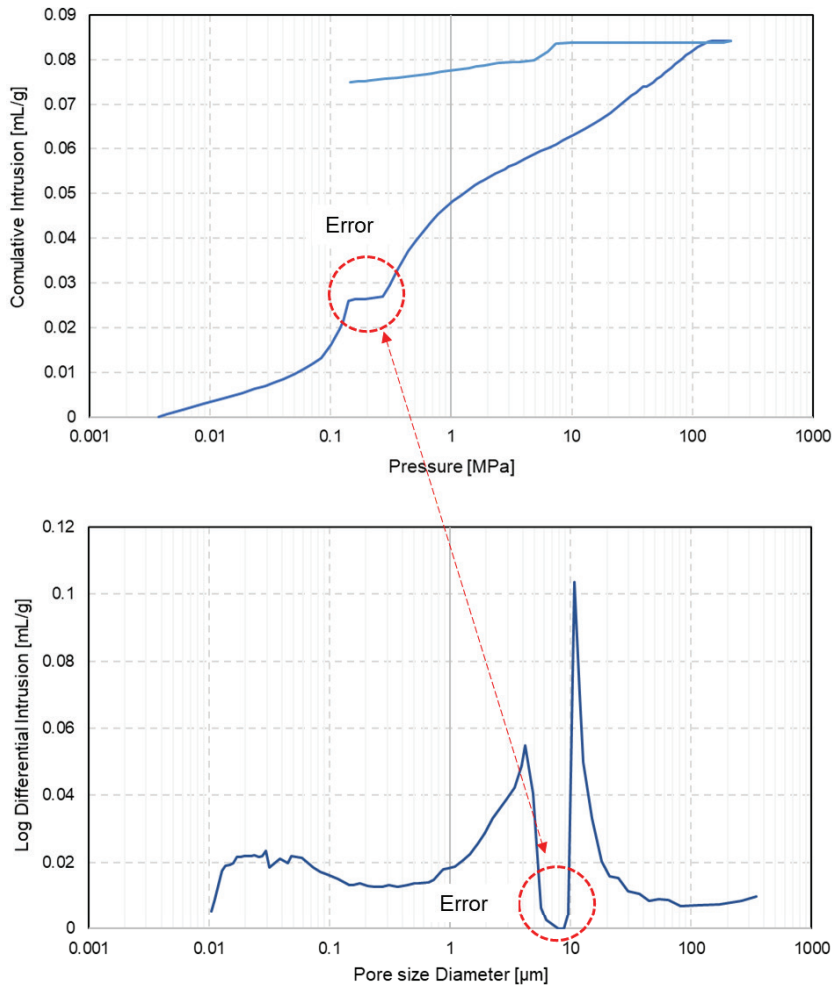 Comulative Intrusion [mL/g]
0.09
0.08
0.07
0.06
0.05
0.04
0.03
0.02
0.01
0
Error
0.001 0.01 0.1 1 10 100 1000
Pressure [MPa]
Log Differential Intrusion [mL/g]
0.12
0.1
0.08
0.06
0.04
0.02
0
Error
0.001 0.01 0.1 1 10 100 1000
Pore size Diameter [µm]